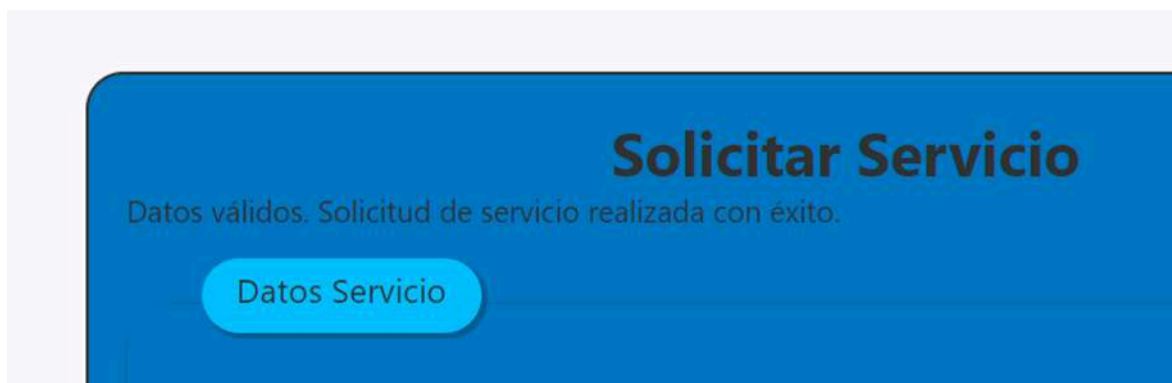 Solicitar Servicio
Datos válidos. Solicitud de servicio realizada con éxito.
Datos Servicio